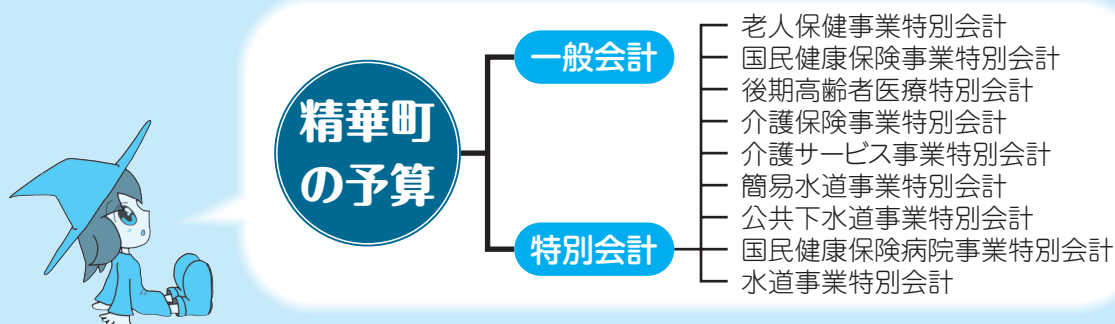 精華町
の予算
一般会計
特別会計
老人保健事業特別会計
国民健康保険事業特別会計
後期高齢者医療特別会計
介護保険事業特別会計
介護サービス事業特別会計
簡易水道事業特別会計
公共下水道事業特別会計
国民健康保険病院事業特別会計
水道事業特別会計